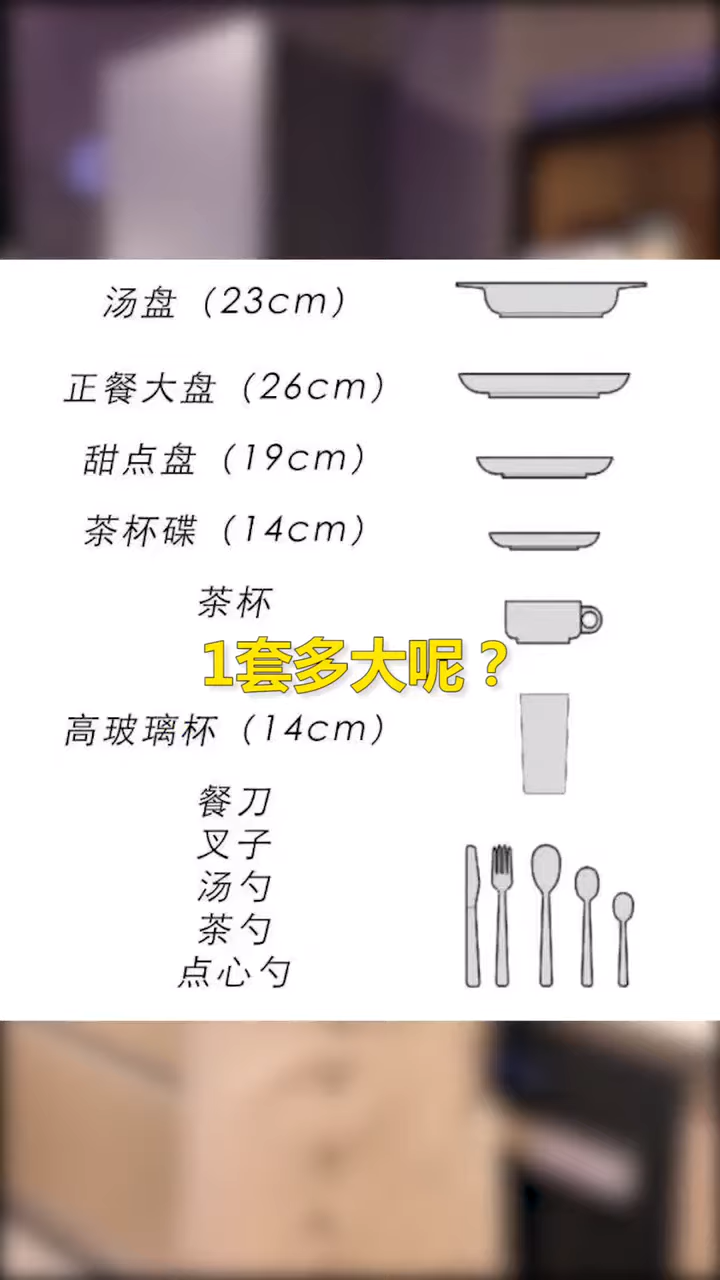 汤盘（23cm）
正餐大盘（26cm）
甜点盘（19cm）
茶杯碟（14cm）
茶杯
1套多大呢？
高玻璃杯（14cm）
餐刀
叉子
汤勺
茶勺
点心勺